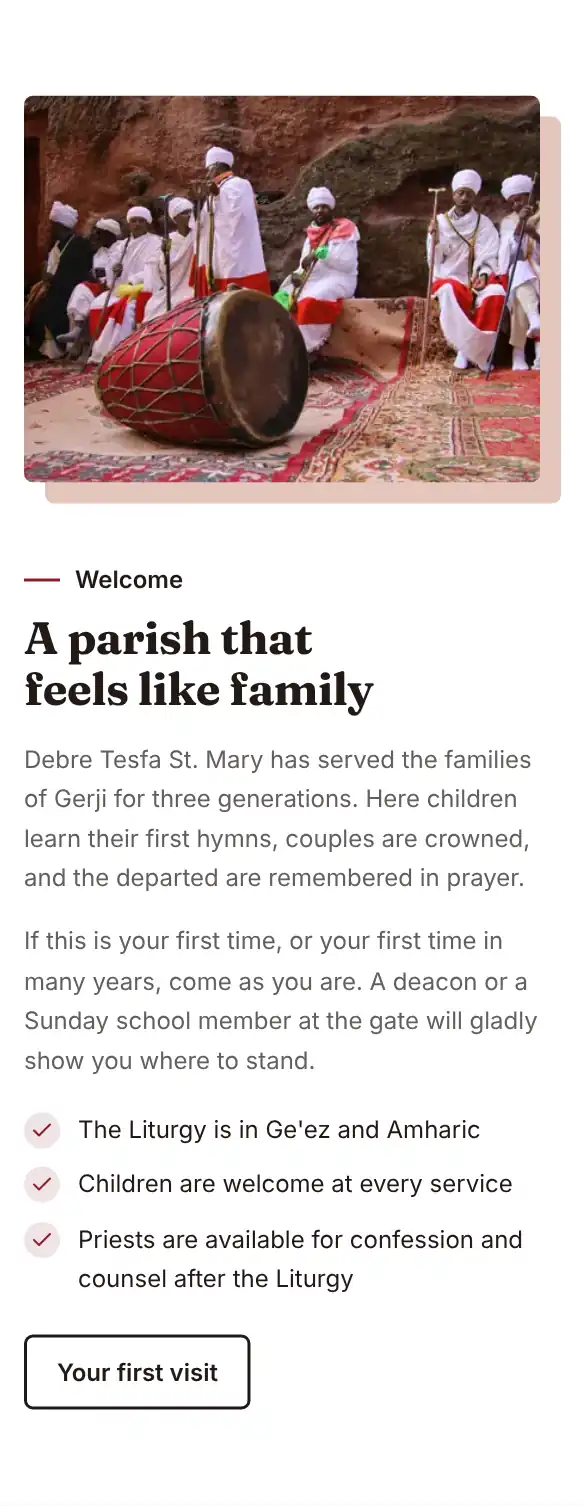 Welcome
A parish that
feels like family
Debre Tesfa St. Mary has served the families
of Gerji for three generations. Here children
learn their first hymns, couples are crowned,
and the departed are remembered in prayer.
If this is your first time, or your first time in
many years, come as you are. A deacon or a
Sunday school member at the gate will gladly
show you where to stand.
The Liturgy is in Ge'ez and Amharic
Children are welcome at every service
Priests are available for confession and
counsel after the Liturgy
Your first visit